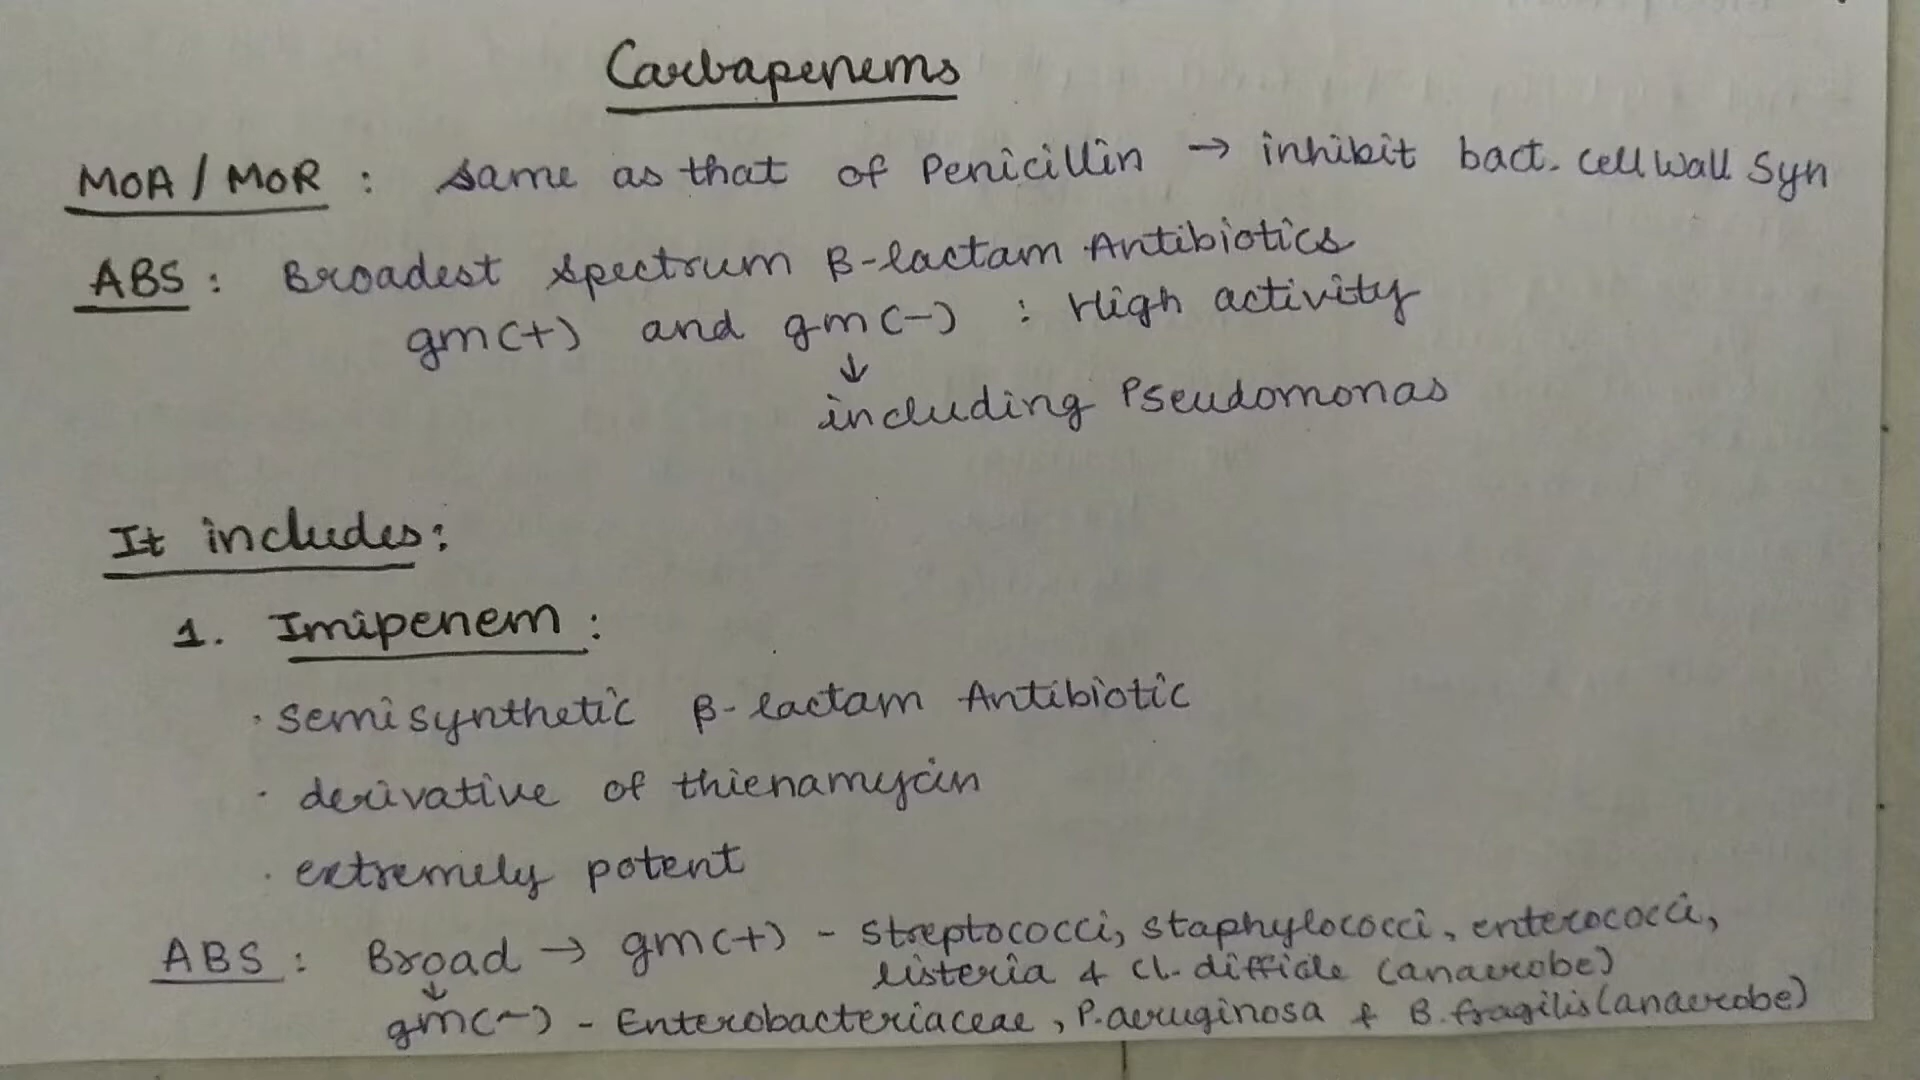 Carbapenems
MOA / MOR : same as that of Penicillin → inhibit bact. cell wall Syn
ABS : Broadest spectrum β-lactam Antibiotics
gm(+) and gm(-) : High activity
↓
including Pseudomonas
It includes:
1. Imipenem :
· semisynthetic β-lactam Antibiotic
· derivative of thienamycin
· extremely potent
ABS : Broad → gm(+) - streptococci, staphylococci, enterococci,
listeria & Cl. difficle (anaerobe)
↓
gm(-) - Enterobacteriaceae, P. aeruginosa & B. fragilis (anaerobe)